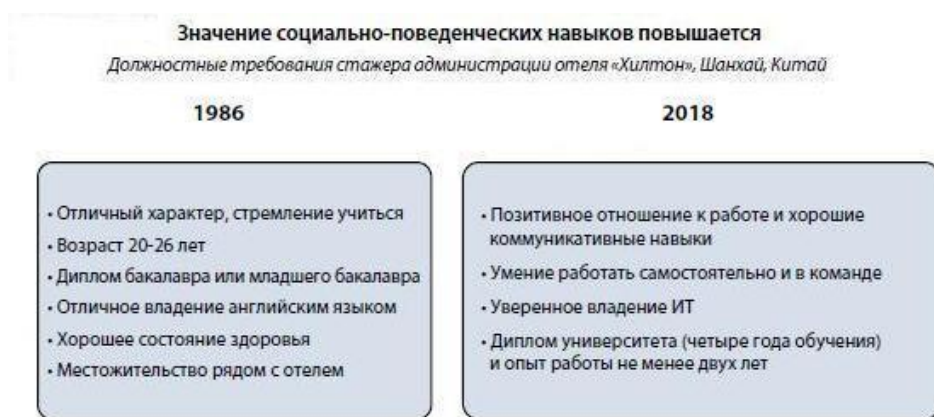 Значение социально-поведенческих навыков повышается
Должностные требования стажера администрации отеля «Хилтон», Шанхай, Китай
1986
• Отличный характер, стремление учиться
• Возраст 20-26 лет
• Диплом бакалавра или младшего бакалавра
• Отличное владение английским языком
• Хорошее состояние здоровья
• Местожительство рядом с отелем
2018
• Позитивное отношение к работе и хорошие
коммуникативные навыки
• Умение работать самостоятельно и в команде
• Уверенное владение ИТ
• Диплом университета (четыре года обучения)
и опыт работы не менее двух лет